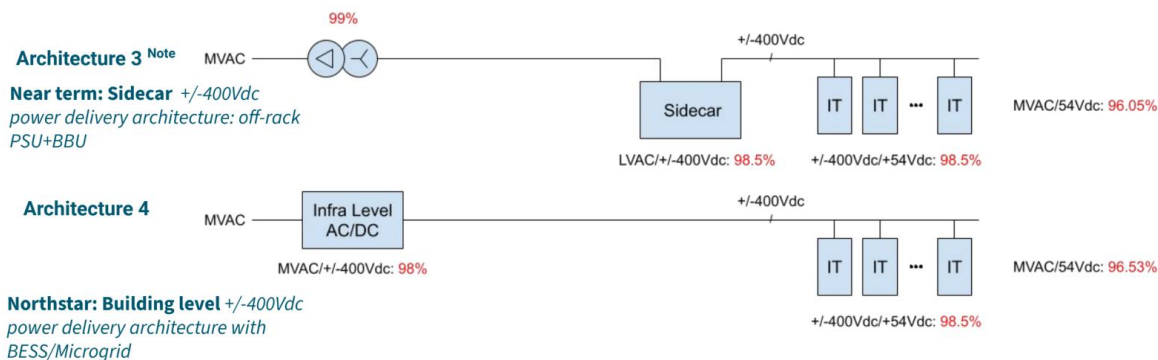 99%
Architecture 3 Note
MVAC
+/-400Vdc
Near term: Sidecar +/-400Vdc
power delivery architecture: off-rack
PSU+BBU
Sidecar
IT IT ... IT
MVAC/54Vdc: 96.05%
LVAC/+/-400Vdc: 98.5%
+/-400Vdc/+54Vdc: 98.5%
Architecture 4
MVAC
Infra Level
AC/DC
+/-400Vdc
MVAC/+/-400Vdc: 98%
IT IT ... IT
MVAC/54Vdc: 96.53%
Northstar: Building level +/-400Vdc
power delivery architecture with
BESS/Microgrid
+/-400Vdc/+54Vdc: 98.5%